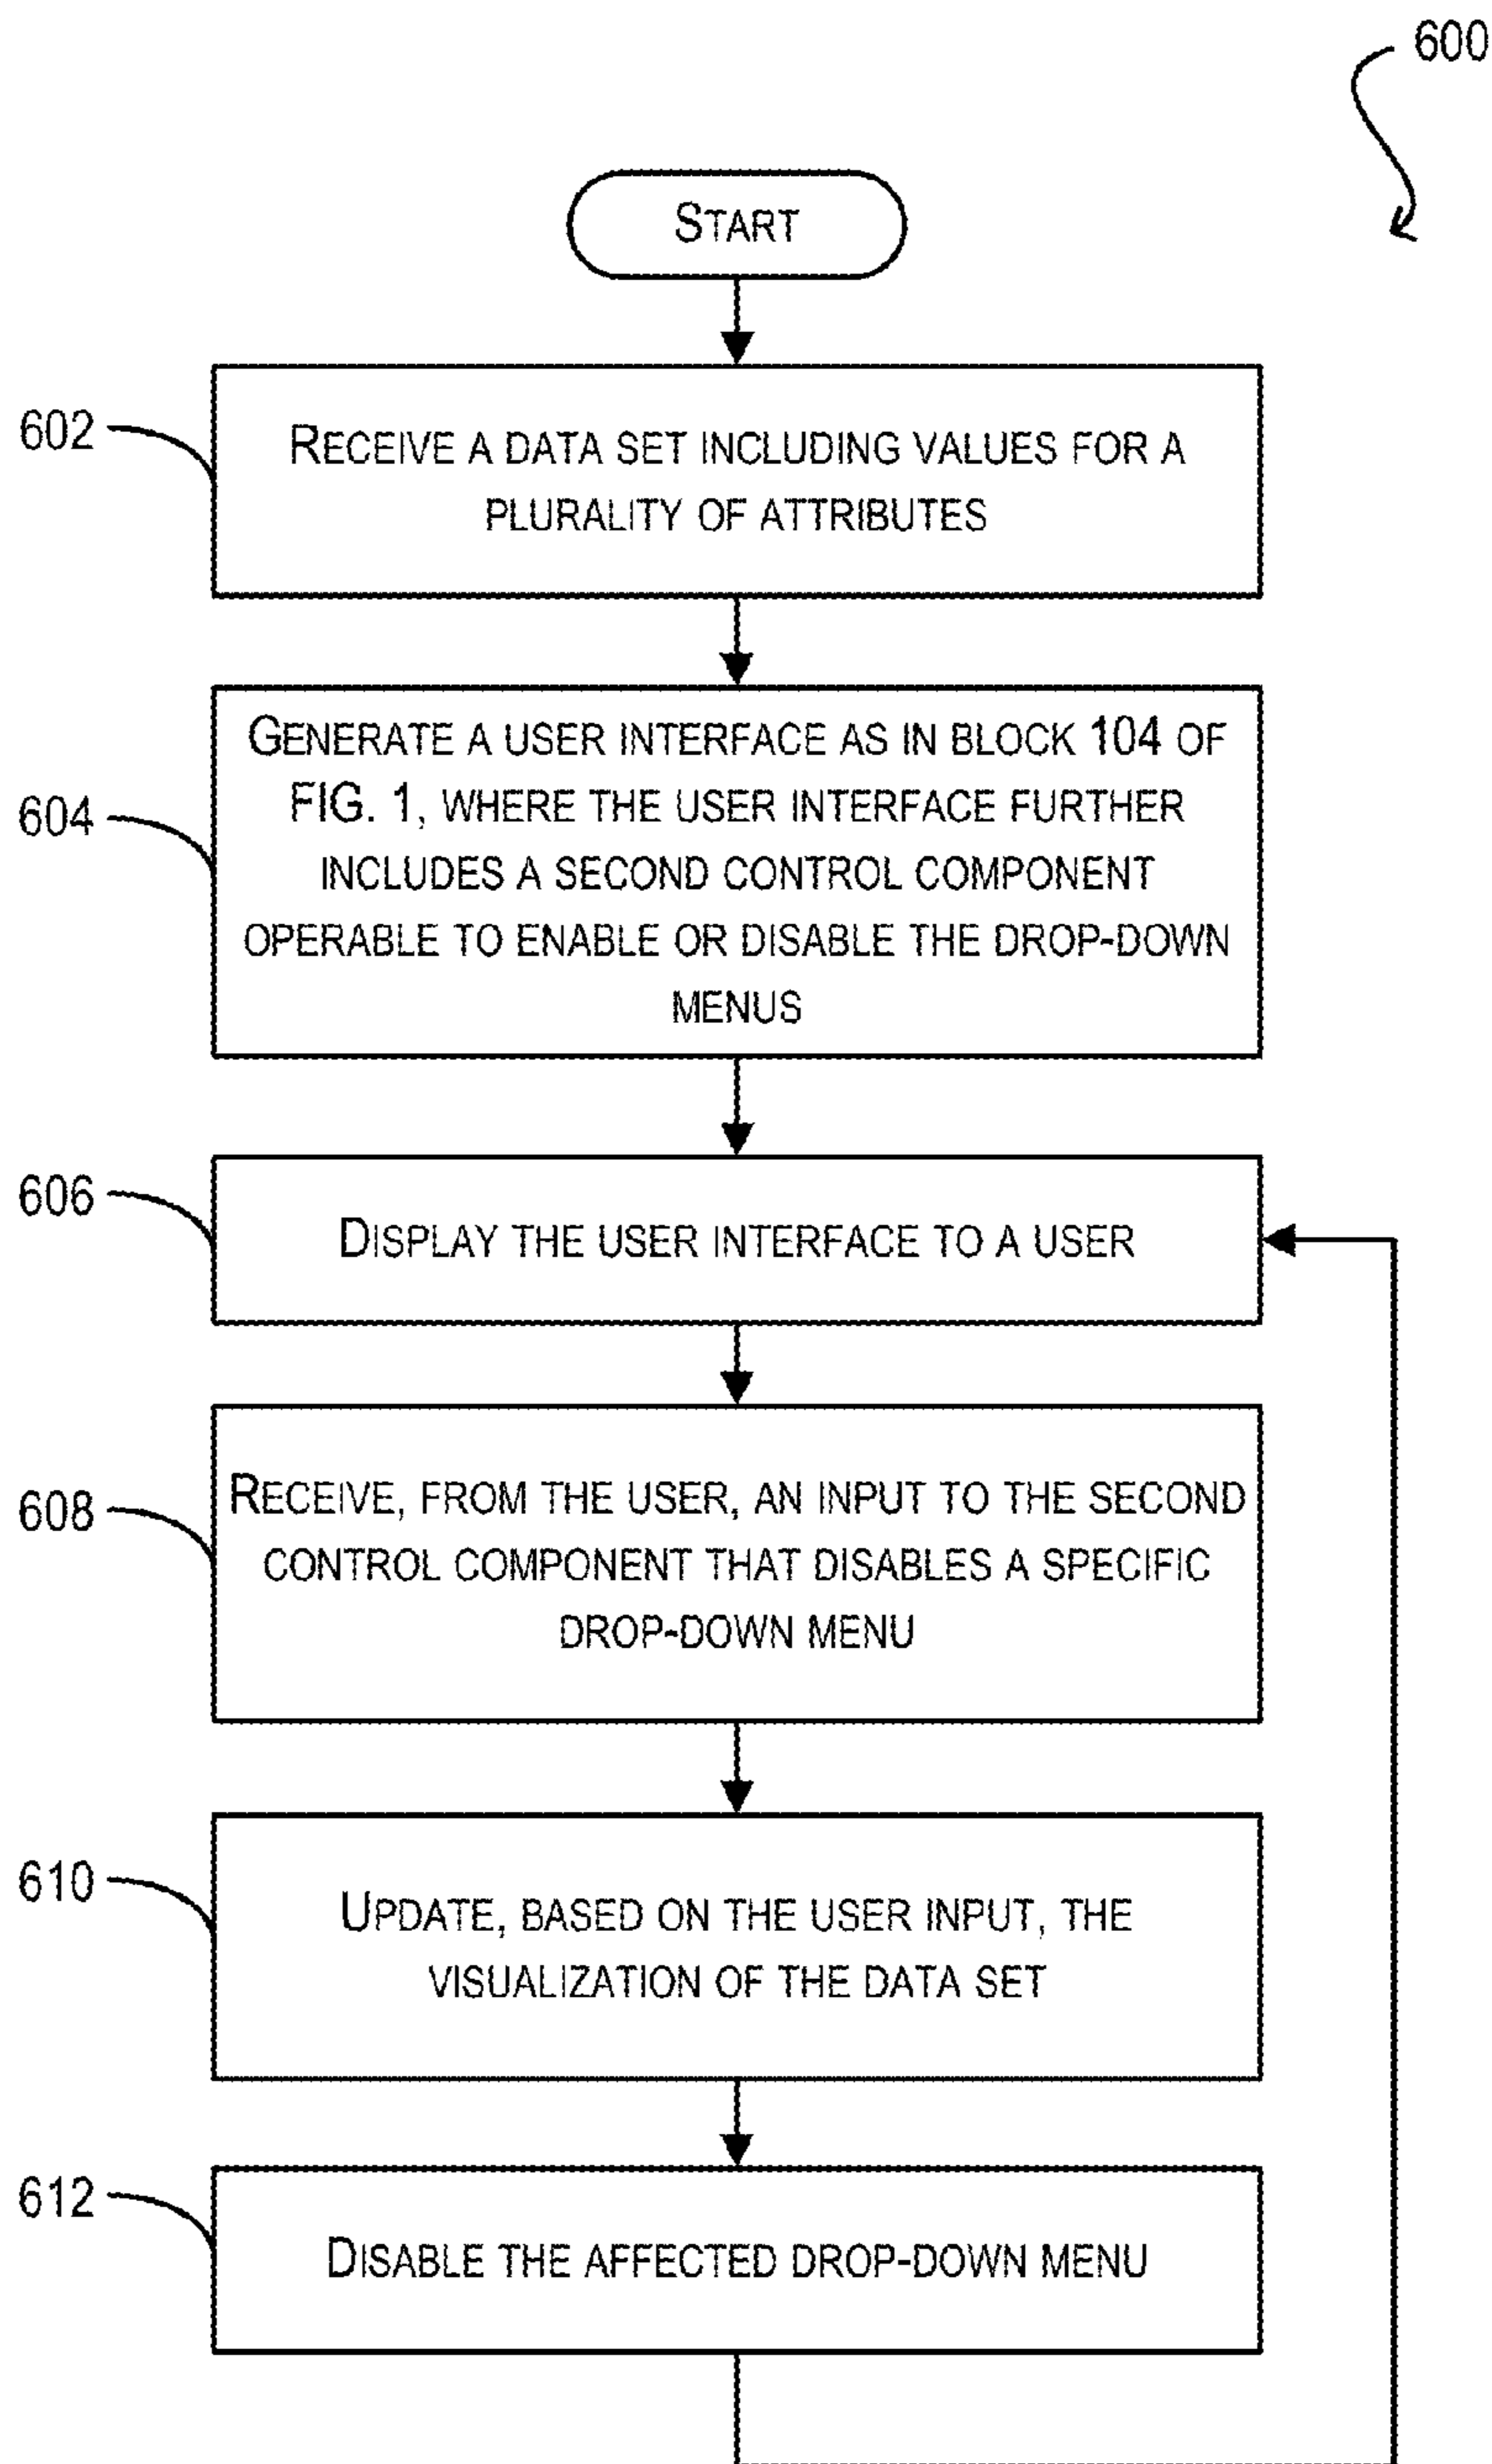 600
START
602
RECEIVE A DATA SET INCLUDING VALUES FOR A
PLURALITY OF ATTRIBUTES
604
GENERATE A USER INTERFACE AS IN BLOCK 104 OF
FIG. 1, WHERE THE USER INTERFACE FURTHER
INCLUDES A SECOND CONTROL COMPONENT
OPERABLE TO ENABLE OR DISABLE THE DROP-DOWN
MENUS
606
DISPLAY THE USER INTERFACE TO A USER
608
RECEIVE, FROM THE USER, AN INPUT TO THE SECOND
CONTROL COMPONENT THAT DISABLES A SPECIFIC
DROP-DOWN MENU
610
UPDATE, BASED ON THE USER INPUT, THE
VISUALIZATION OF THE DATA SET
612
DISABLE THE AFFECTED DROP-DOWN MENU